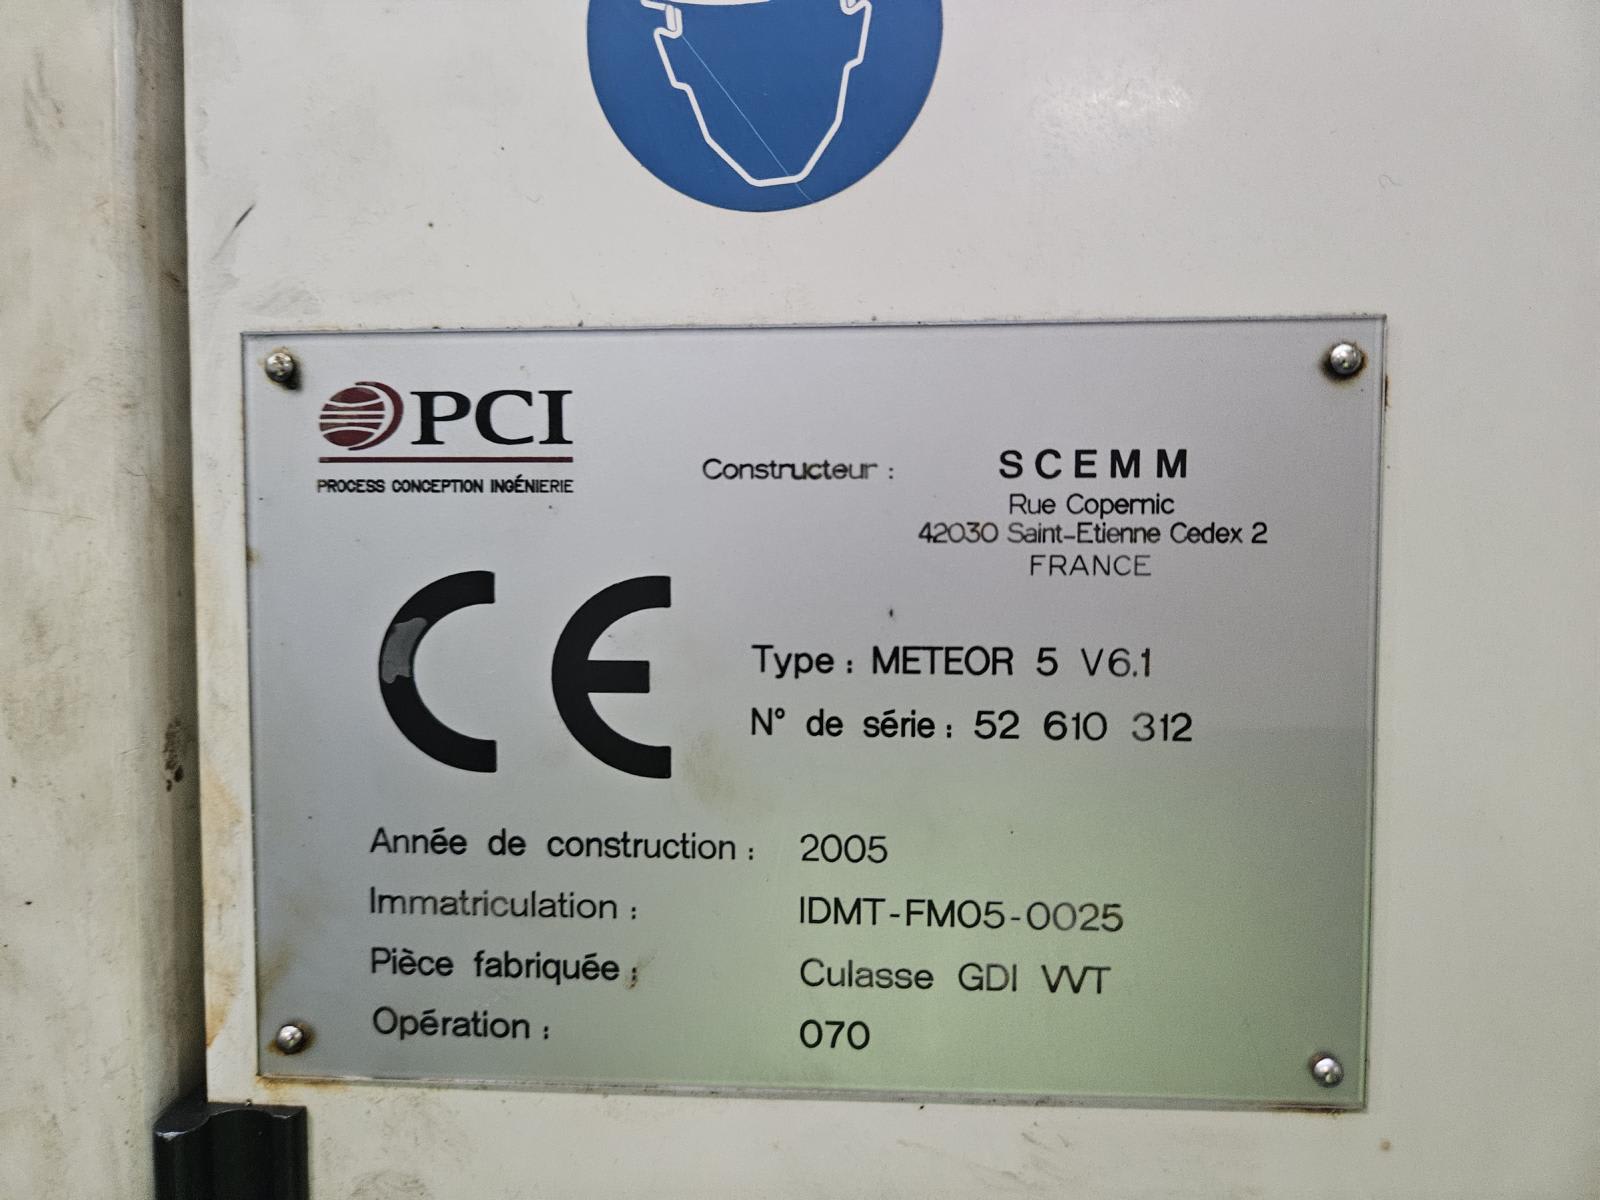 PCI
PROCESS CONCEPTION INGÉNIERIE
Constructeur : SCEMM
Rue Copernic
42030 Saint-Etienne Cedex 2
FRANCE
CE
Type : METEOR 5 V6.1
N° de série : 52 610 312
Année de construction : 2005
Immatriculation : IDMT-FM05-0025
Pièce fabriquée : Culasse GDI VVT
Opération : 070